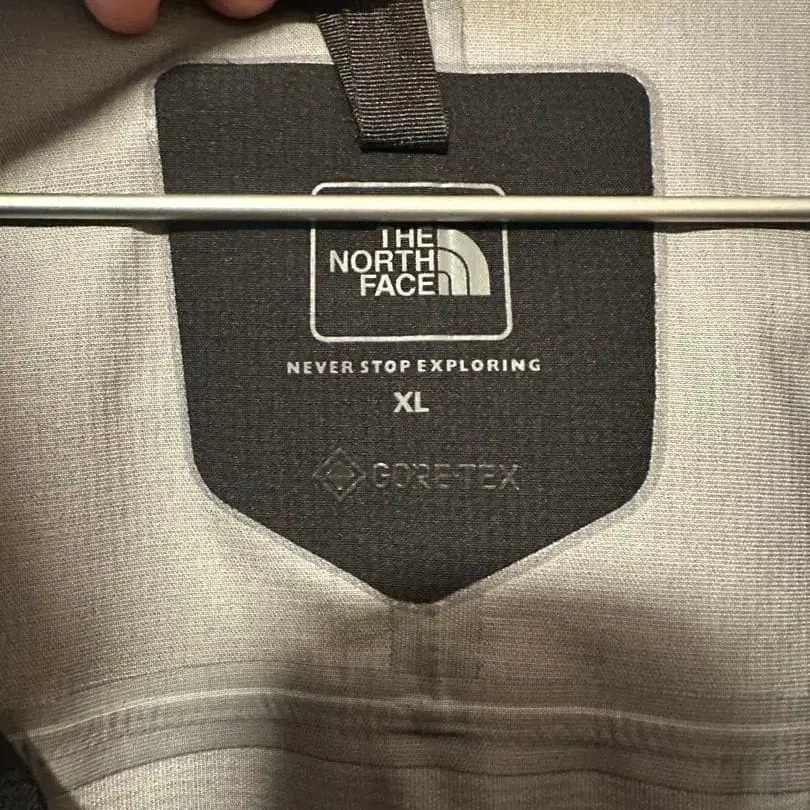 THE
NORTH
FACE
NEVER STOP EXPLORING
XL
GORE-TEX